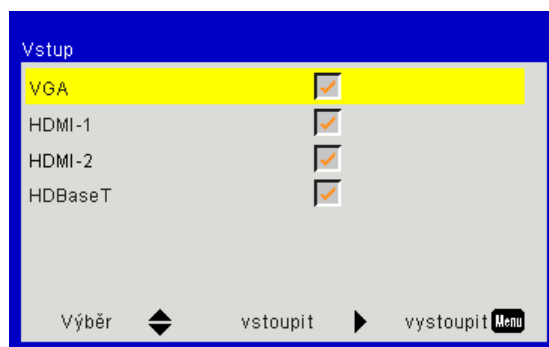 Vstup
VGA
HDMI-1
HDMI-2
HDBaseT
Výběr vstoupit vystoupit Menu